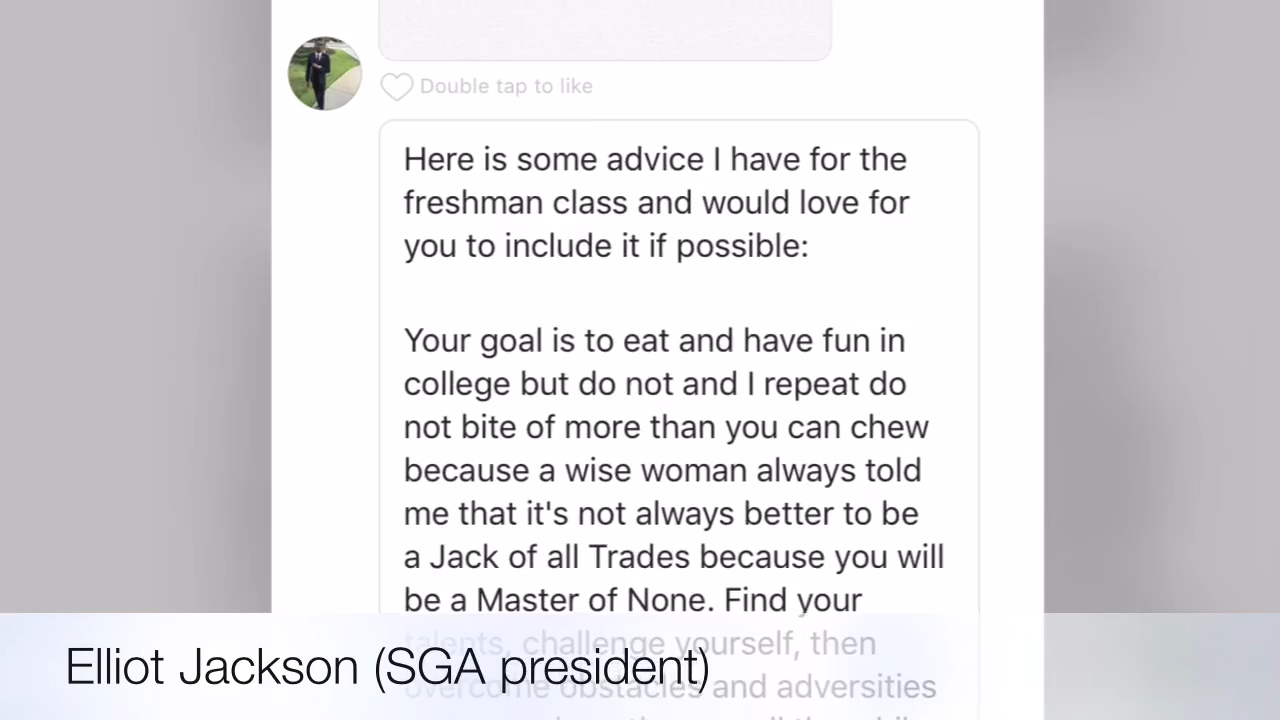 Double tap to like
Here is some advice I have for the
freshman class and would love for
you to include it if possible:
Your goal is to eat and have fun in
college but do not and I repeat do
not bite of more than you can chew
because a wise woman always told
me that it's not always better to be
a Jack of all Trades because you will
be a Master of None. Find your
talents, challenge yourself, then
overcome obstacles and adversities
Elliot Jackson (SGA president)